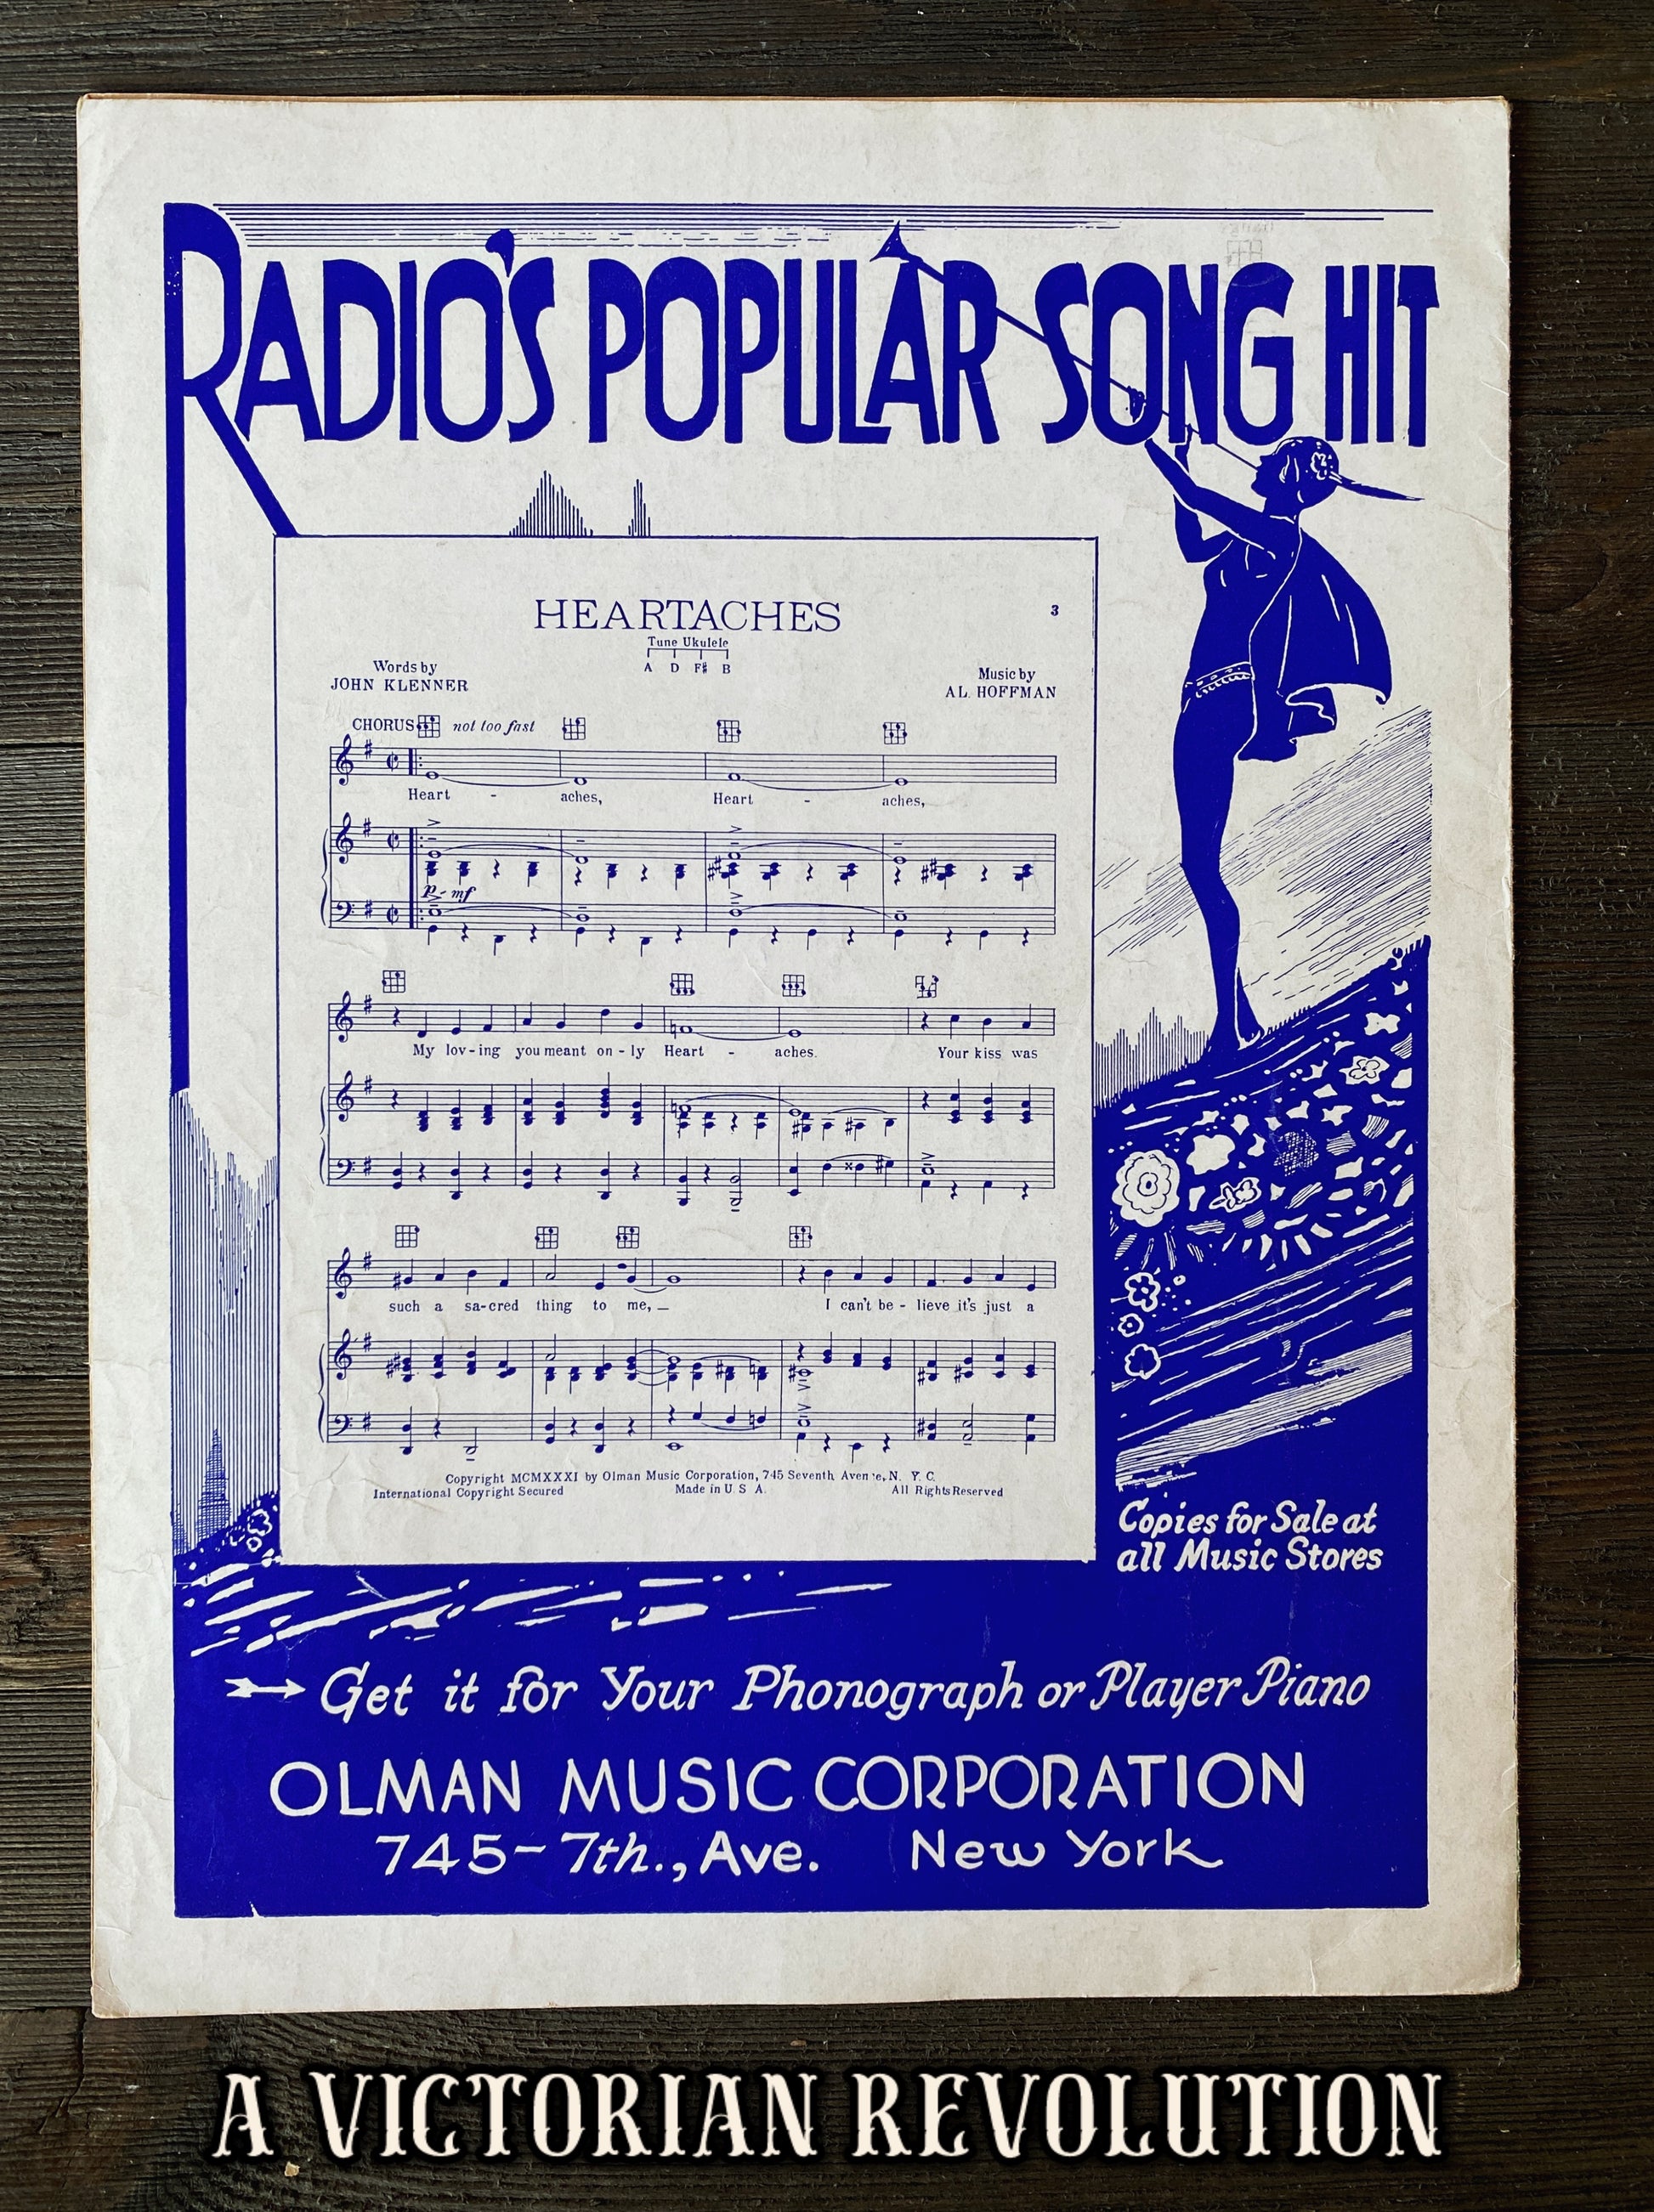 RADIO'S POPULAR SONG HIT
HEARTACHES
3
Tune Ukulele
A D F# B
Words by
JOHN KLENNER
Music by
AL. HOFFMAN
CHORUS not too fast
Heart - aches, Heart - aches,
p-mf
My lov-ing you meant on-ly Heart - aches. Your kiss was
such a sa-cred thing to me, I can't be - lieve it's just a
Copyright MCMXXXI by Olman Music Corporation, 745 Seventh Avenue, N. Y. C.
International Copyright Secured Made in U S A. All Rights Reserved
Copies for Sale at
all Music Stores
Get it for Your Phonograph or Player Piano
OLMAN MUSIC CORPORATION
745-7th., Ave. New York
A VICTORIAN REVOLUTION